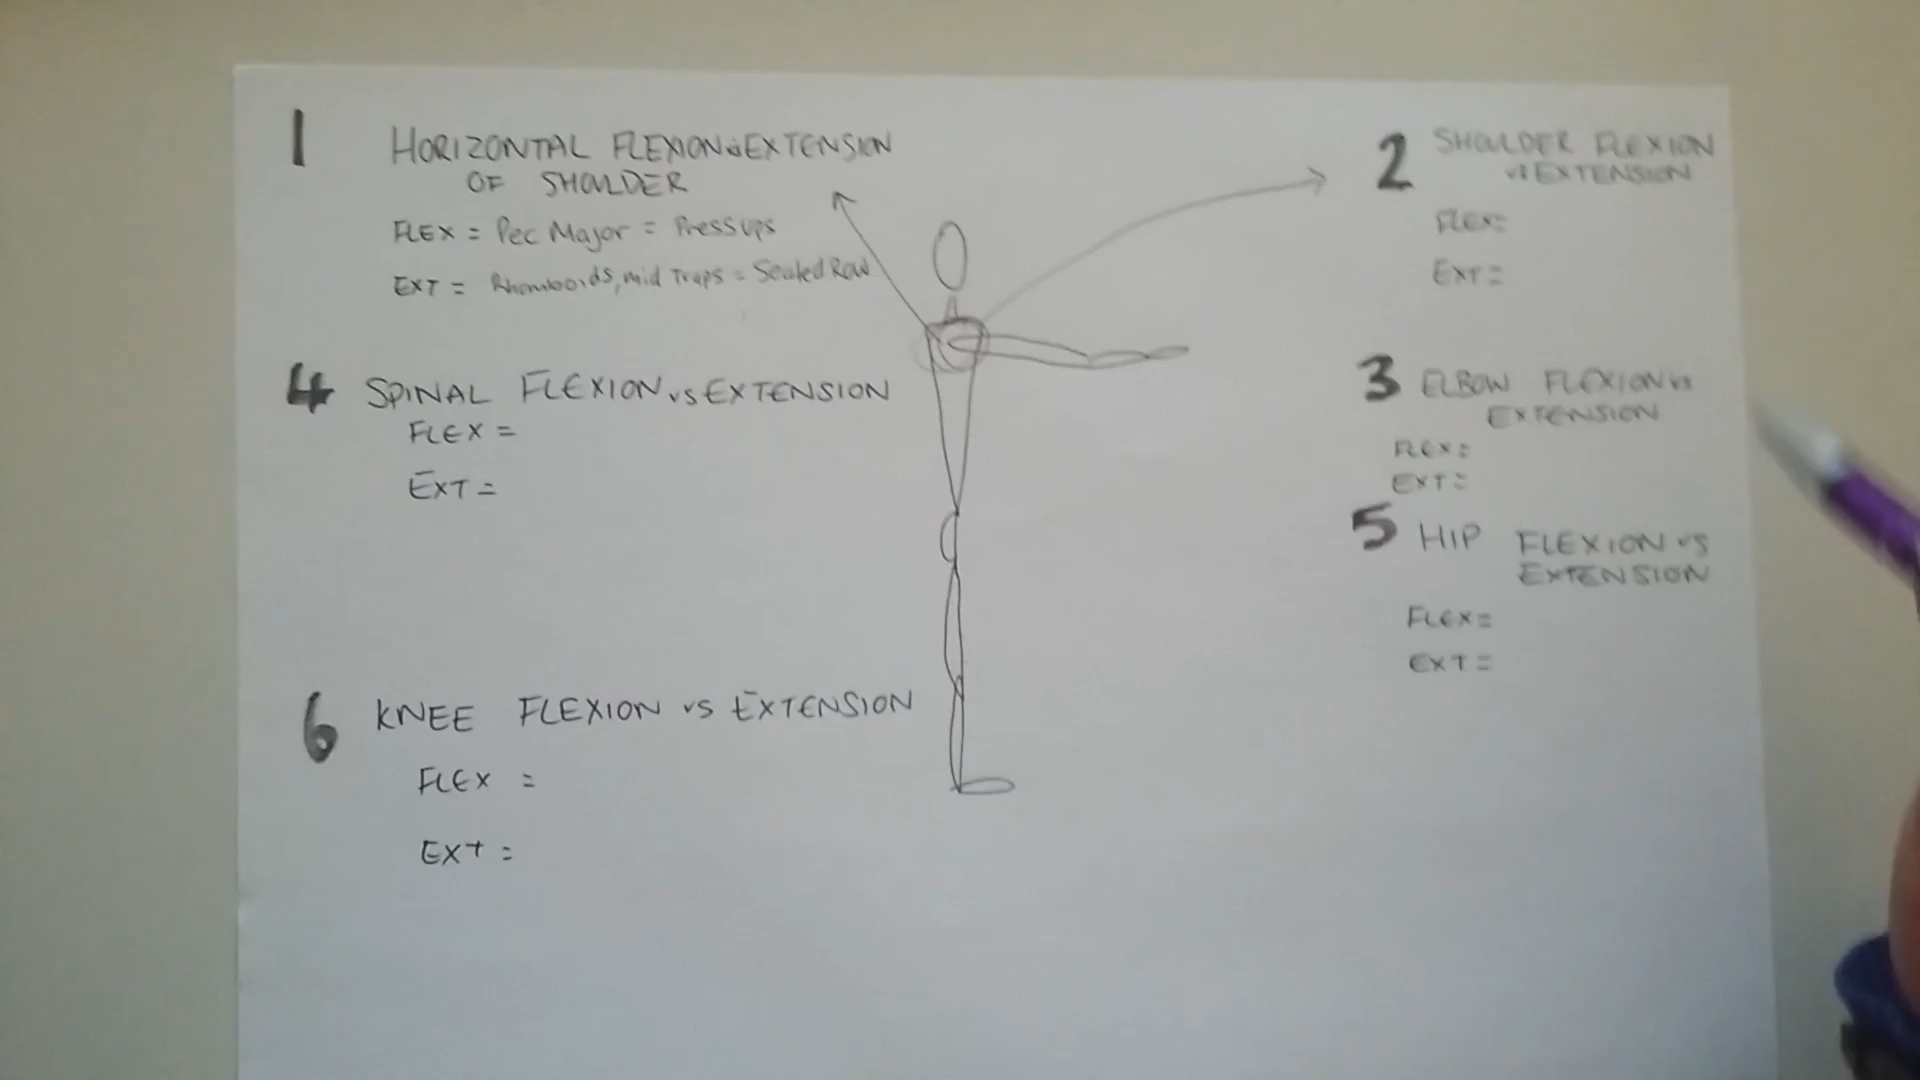 1 HORIZONTAL FLEXION vs EXTENSION
OF SHOULDER
FLEX = Pec Major = Press ups
EXT = Rhomboids, mid Traps = Seated Row
2 SHOULDER FLEXION
vs EXTENSION
FLEX=
EXT=
3 ELBOW FLEXION vs
EXTENSION
FLEX=
EXT=
4 SPINAL FLEXION vs EXTENSION
FLEX =
EXT =
5 HIP FLEXION vs
EXTENSION
FLEX=
EXT=
6 KNEE FLEXION vs EXTENSION
FLEX =
EXT =